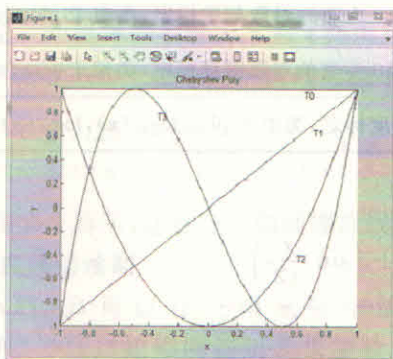 Figure 1
File Edit View Insert Tools Desktop Window Help
Chebyshev Poly
T0
T3
T1
T2
1
0.8
0.6
0.4
0.2
0
-0.2
-0.4
-0.6
-0.8
-1
Y
-1 -0.8 -0.6 -0.4 -0.2 0 0.2 0.4 0.6 0.8 1
X